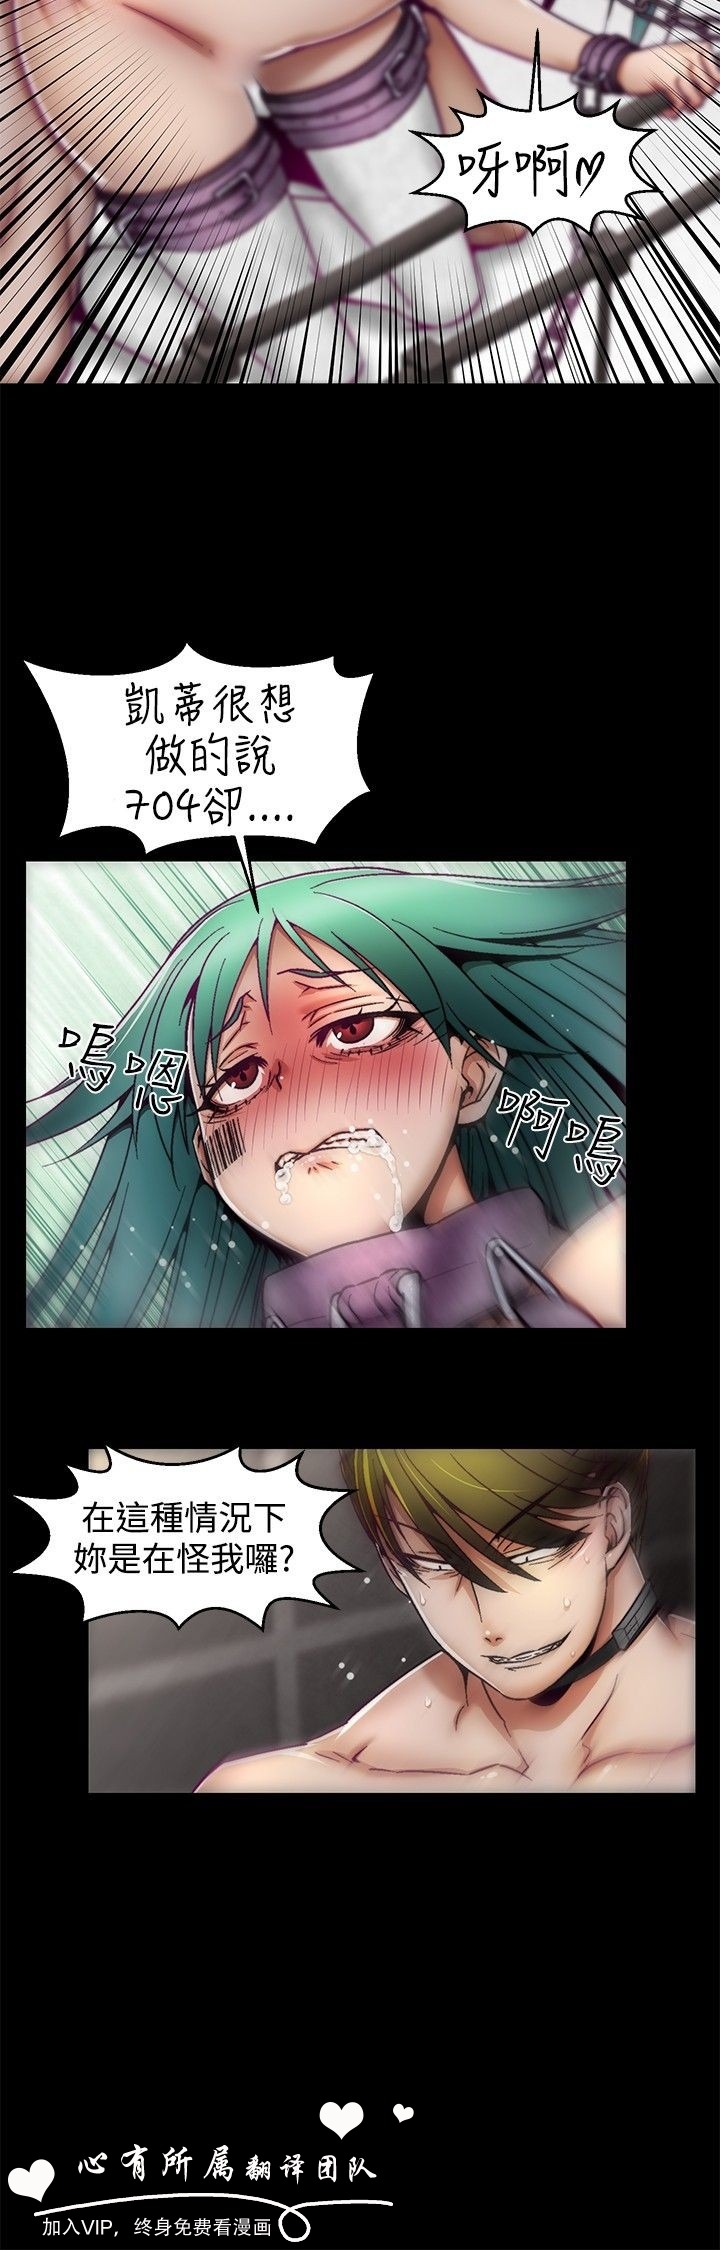 呀啊♡
凱蒂很想
做的說
704卻....
嗚嗯
啊嗚
在這種情況下
妳是在怪我囉?
心有所属翻译团队
加入VIP，终身免费看漫画